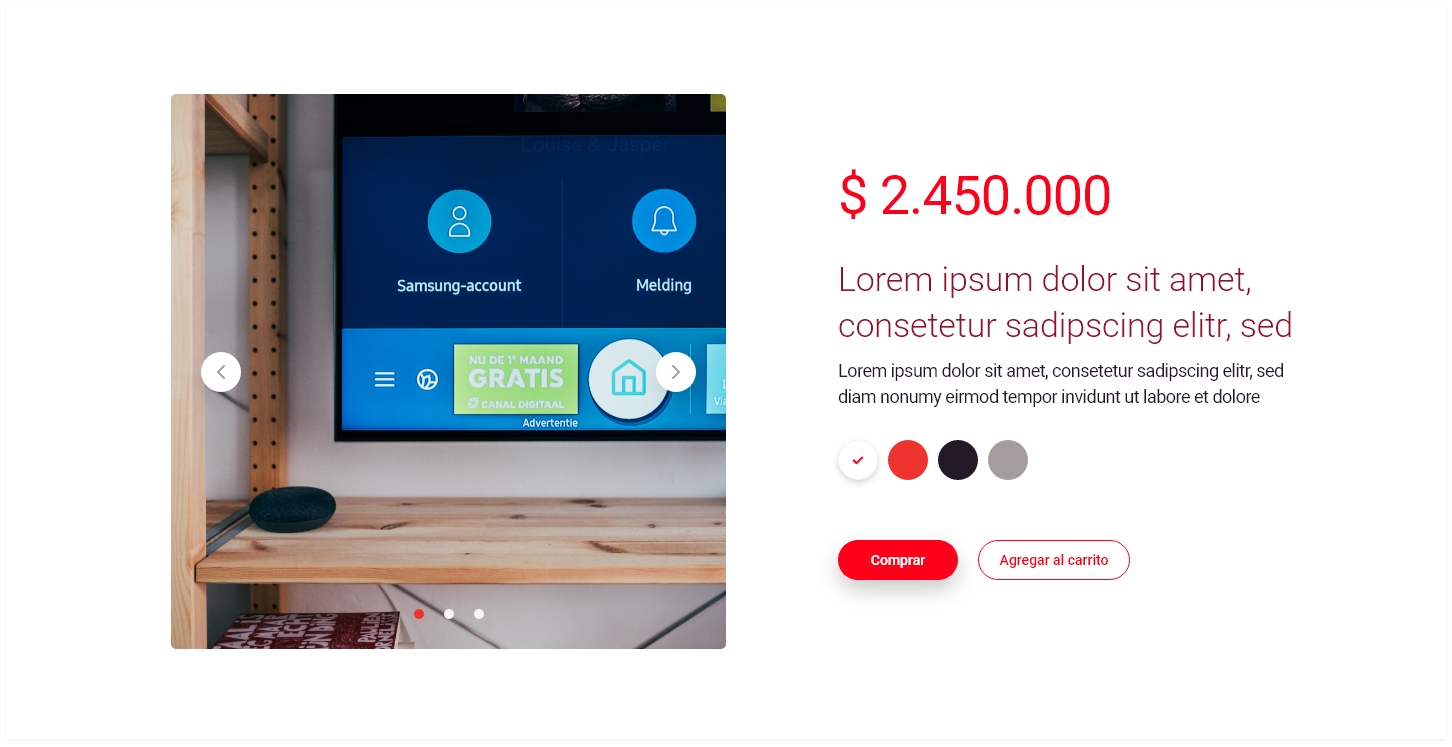 Louise & Jasper
Samsung-account
Melding
NU DE 1e MAAND
GRATIS
CANAL DIGITAAL
Advertentie
$ 2.450.000
Lorem ipsum dolor sit amet,
consetetur sadipscing elitr, sed
Lorem ipsum dolor sit amet, consetetur sadipscing elitr, sed
diam nonumy eirmod tempor invidunt ut labore et dolore
Comprar
Agregar al carrito